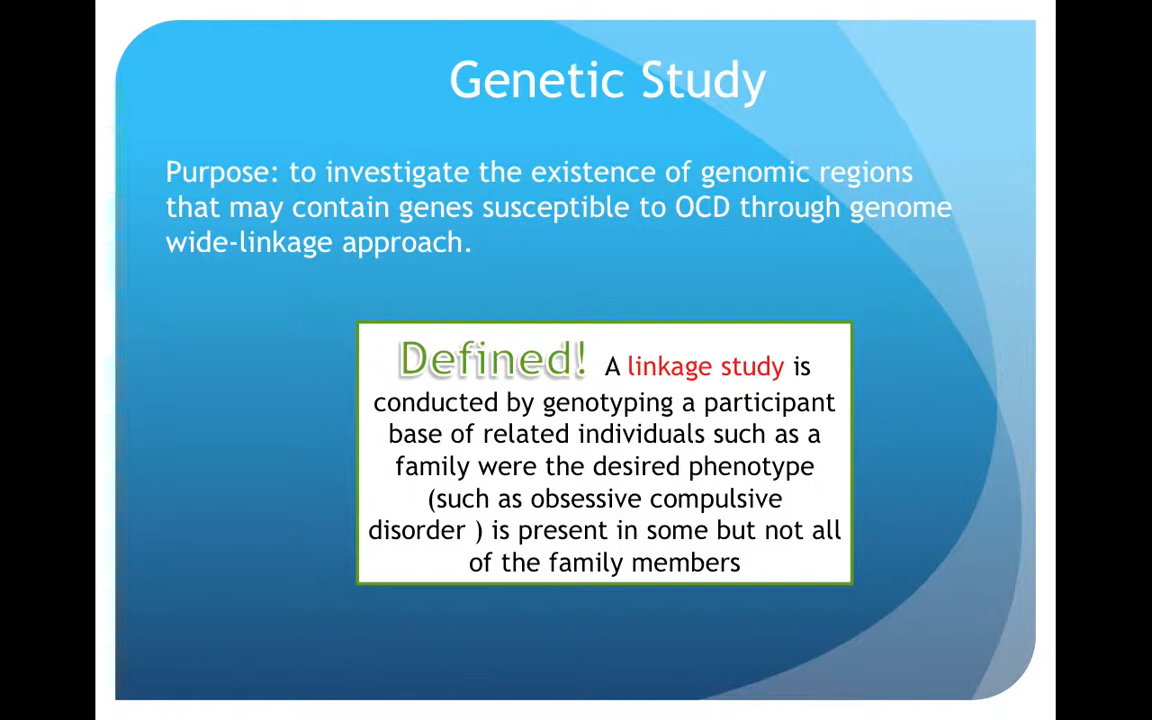 Genetic Study
Purpose: to investigate the existence of genomic regions
that may contain genes susceptible to OCD through genome
wide-linkage approach.
Defined! A linkage study is
conducted by genotyping a participant
base of related individuals such as a
family were the desired phenotype
(such as obsessive compulsive
disorder ) is present in some but not all
of the family members